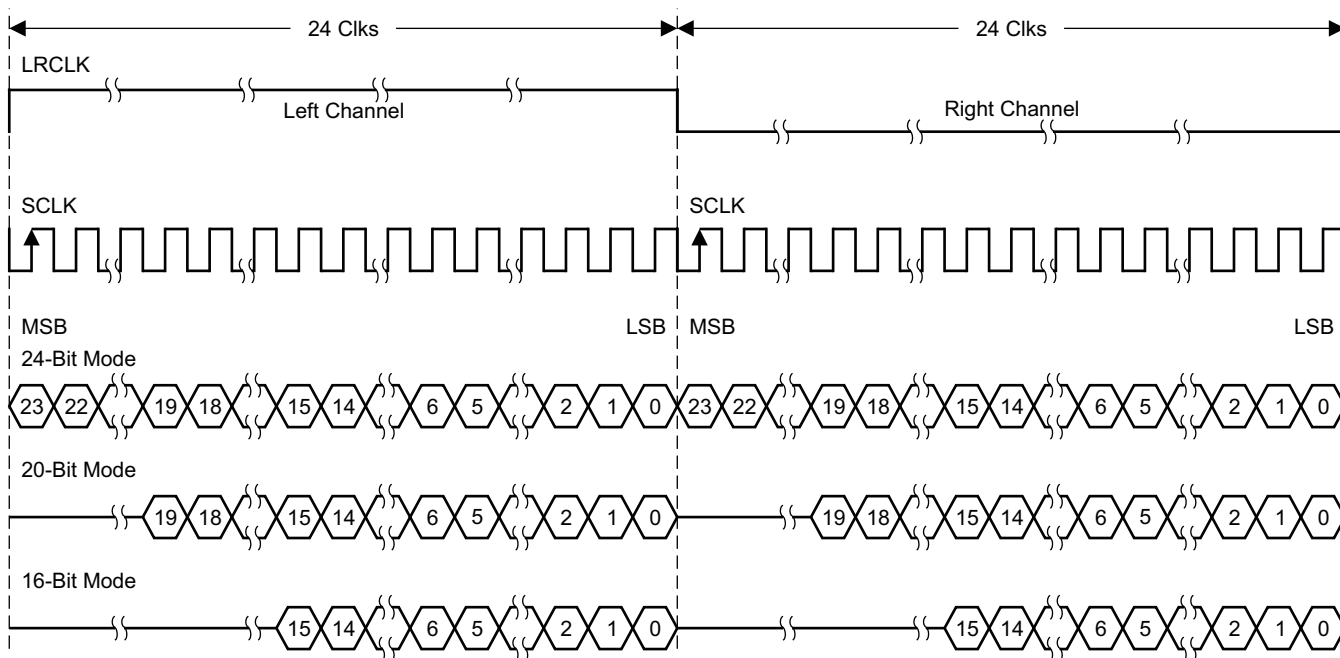 24 Clks 24 Clks
LRCLK
Left Channel Right Channel
SCLK SCLK
MSB LSB MSB LSB
24-Bit Mode
23 22 19 18 15 14 6 5 2 1 0 23 22 19 18 15 14 6 5 2 1 0
20-Bit Mode
19 18 15 14 6 5 2 1 0 19 18 15 14 6 5 2 1 0
16-Bit Mode
15 14 6 5 2 1 0 15 14 6 5 2 1 0